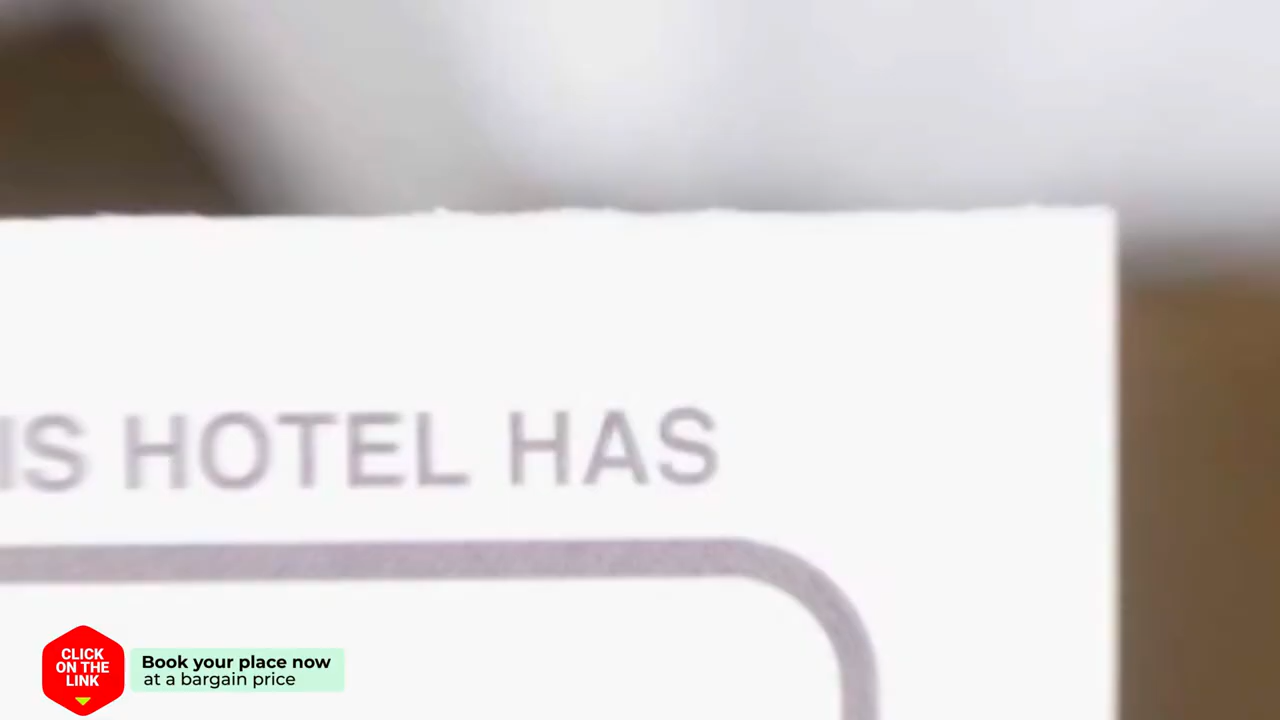 IS HOTEL HAS
CLICK
ON THE
LINK
Book your place now
at a bargain price